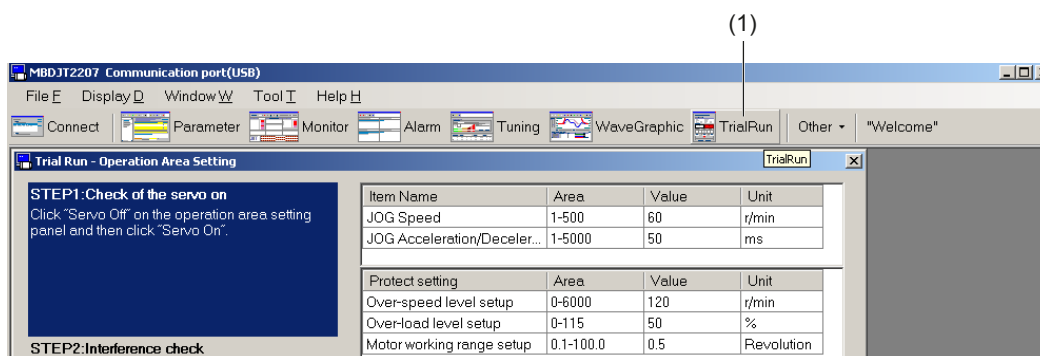 (1)
MBDJT2207 Communication port(USB)
File F Display D Window W Tool T Help H
Connect Parameter Monitor Alarm Tuning WaveGraphic TrialRun Other "Welcome"
TrialRun
Trial Run - Operation Area Setting
STEP1:Check of the servo on
Click "Servo Off" on the operation area setting
panel and then click "Servo On".
STEP2:Interference check
Item Name Area Value Unit
JOG Speed 1-500 60 r/min
JOG Acceleration/Deceler... 1-5000 50 ms
Protect setting Area Value Unit
Over-speed level setup 0-6000 120 r/min
Over-load level setup 0-115 50 %
Motor working range setup 0.1-100.0 0.5 Revolution